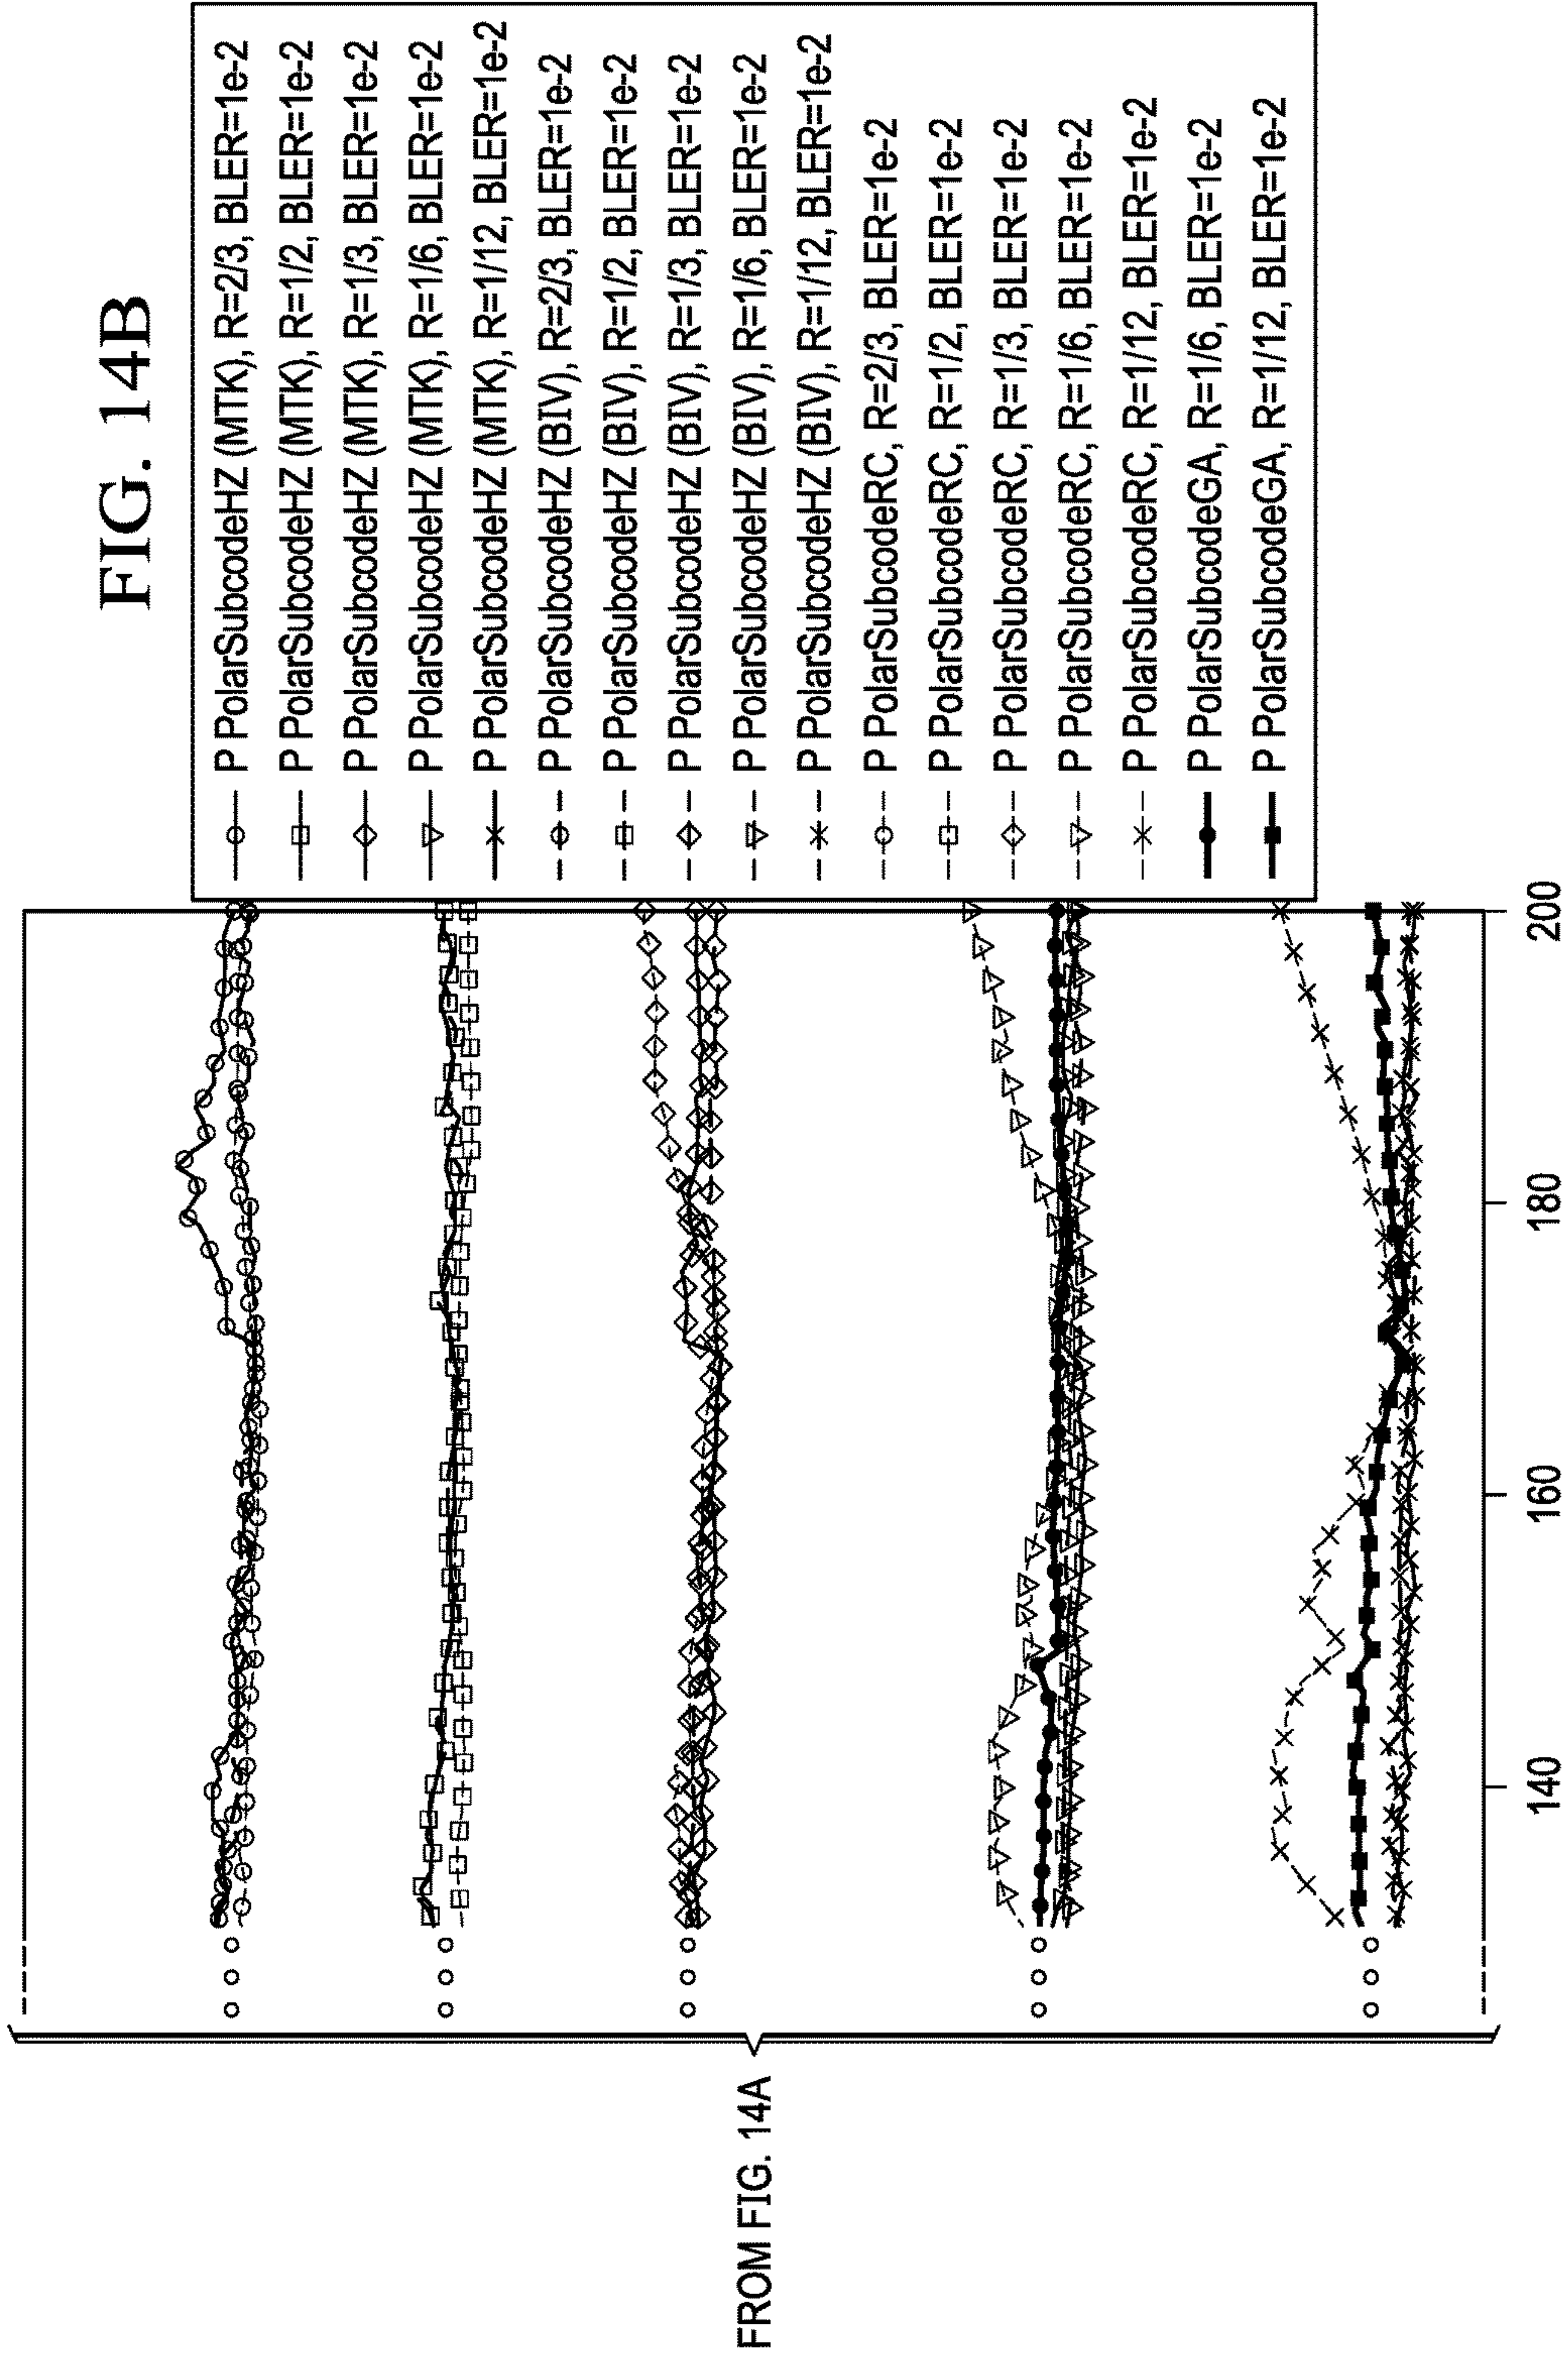 FIG. 14B
P PolarSubcodeHZ (MTK), R=2/3, BLER=1e-2
P PolarSubcodeHZ (MTK), R=1/2, BLER=1e-2
P PolarSubcodeHZ (MTK), R=1/3, BLER=1e-2
P PolarSubcodeHZ (MTK), R=1/6, BLER=1e-2
P PolarSubcodeHZ (MTK), R=1/12, BLER=1e-2
P PolarSubcodeHZ (BIV), R=2/3, BLER=1e-2
P PolarSubcodeHZ (BIV), R=1/2, BLER=1e-2
P PolarSubcodeHZ (BIV), R=1/3, BLER=1e-2
P PolarSubcodeHZ (BIV), R=1/6, BLER=1e-2
P PolarSubcodeHZ (BIV), R=1/12, BLER=1e-2
P PolarSubcodeRC, R=2/3, BLER=1e-2
P PolarSubcodeRC, R=1/2, BLER=1e-2
P PolarSubcodeRC, R=1/3, BLER=1e-2
P PolarSubcodeRC, R=1/6, BLER=1e-2
P PolarSubcodeRC, R=1/12, BLER=1e-2
P PolarSubcodeGA, R=1/6, BLER=1e-2
P PolarSubcodeGA, R=1/12, BLER=1e-2
FROM FIG. 14A
140
160
180
200